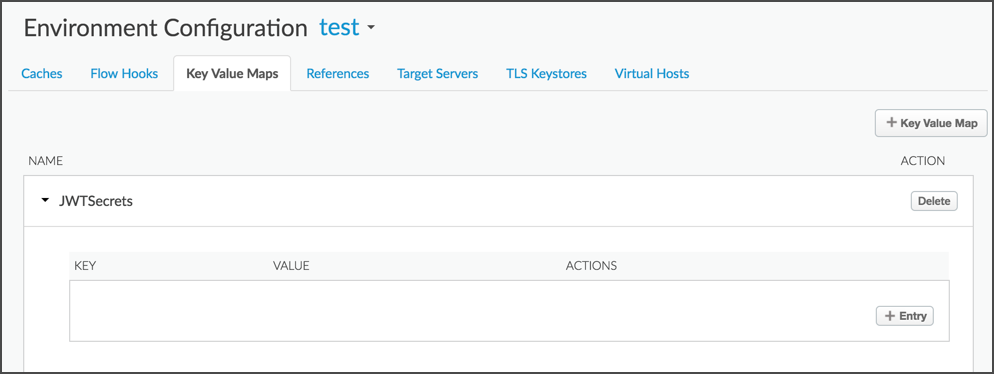 Environment Configuration test
Caches Flow Hooks Key Value Maps References Target Servers TLS Keystores Virtual Hosts
+ Key Value Map
NAME ACTION
JWTSecrets Delete
KEY VALUE ACTIONS
+ Entry